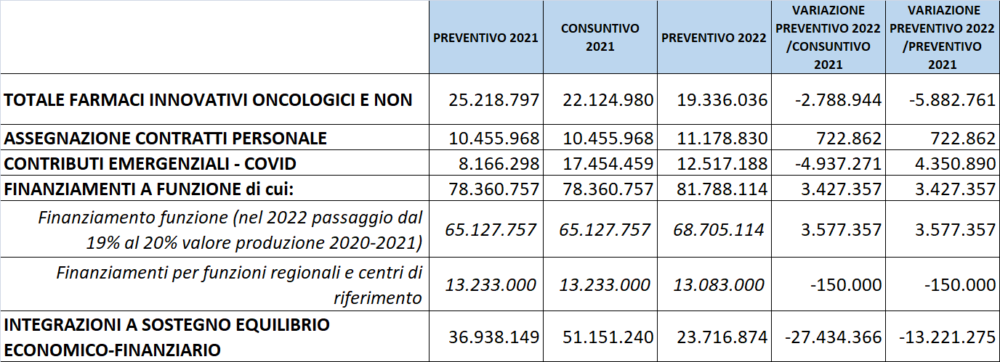 PREVENTIVO 2021
CONSUNTIVO
2021
PREVENTIVO 2022
VARIAZIONE
PREVENTIVO 2022
/CONSUNTIVO
2021
VARIAZIONE
PREVENTIVO 2022
/PREVENTIVO
2021
TOTALE FARMACI INNOVATIVI ONCOLOGICI E NON 25.218.797 22.124.980 19.336.036 -2.788.944 -5.882.761
ASSEGNAZIONE CONTRATTI PERSONALE 10.455.968 10.455.968 11.178.830 722.862 722.862
CONTRIBUTI EMERGENZIALI - COVID 8.166.298 17.454.459 12.517.188 -4.937.271 4.350.890
FINANZIAMENTI A FUNZIONE di cui: 78.360.757 78.360.757 81.788.114 3.427.357 3.427.357
Finanziamento funzione (nel 2022 passaggio dal
19% al 20% valore produzione 2020-2021)
65.127.757 65.127.757 68.705.114 3.577.357 3.577.357
Finanziamenti per funzioni regionali e centri di
riferimento
13.233.000 13.233.000 13.083.000 -150.000 -150.000
INTEGRAZIONI A SOSTEGNO EQUILIBRIO
ECONOMICO-FINANZIARIO
36.938.149 51.151.240 23.716.874 -27.434.366 -13.221.275